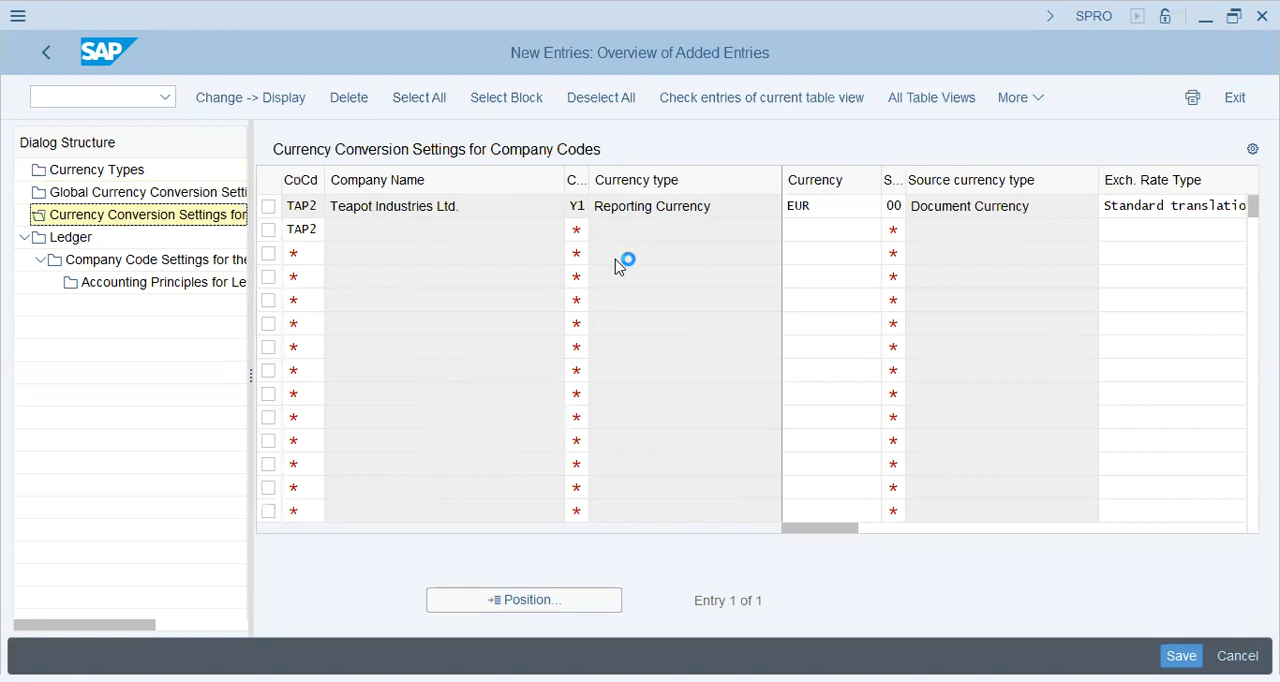 SPRO
SAP
New Entries: Overview of Added Entries
Change -> Display Delete Select All Select Block Deselect All Check entries of current table view All Table Views More Exit
Dialog Structure
Currency Types
Global Currency Conversion Setti
Currency Conversion Settings for
Ledger
Company Code Settings for the
Accounting Principles for Le
Currency Conversion Settings for Company Codes
CoCd Company Name C... Currency type Currency S... Source currency type Exch. Rate Type
TAP2 Teapot Industries Ltd. Y1 Reporting Currency EUR 00 Document Currency Standard translatio
TAP2 * *
* * *
* * *
* * *
* * *
* * *
* * *
* * *
* * *
* * *
* * *
* * *
* * *
Position... Entry 1 of 1
Save Cancel